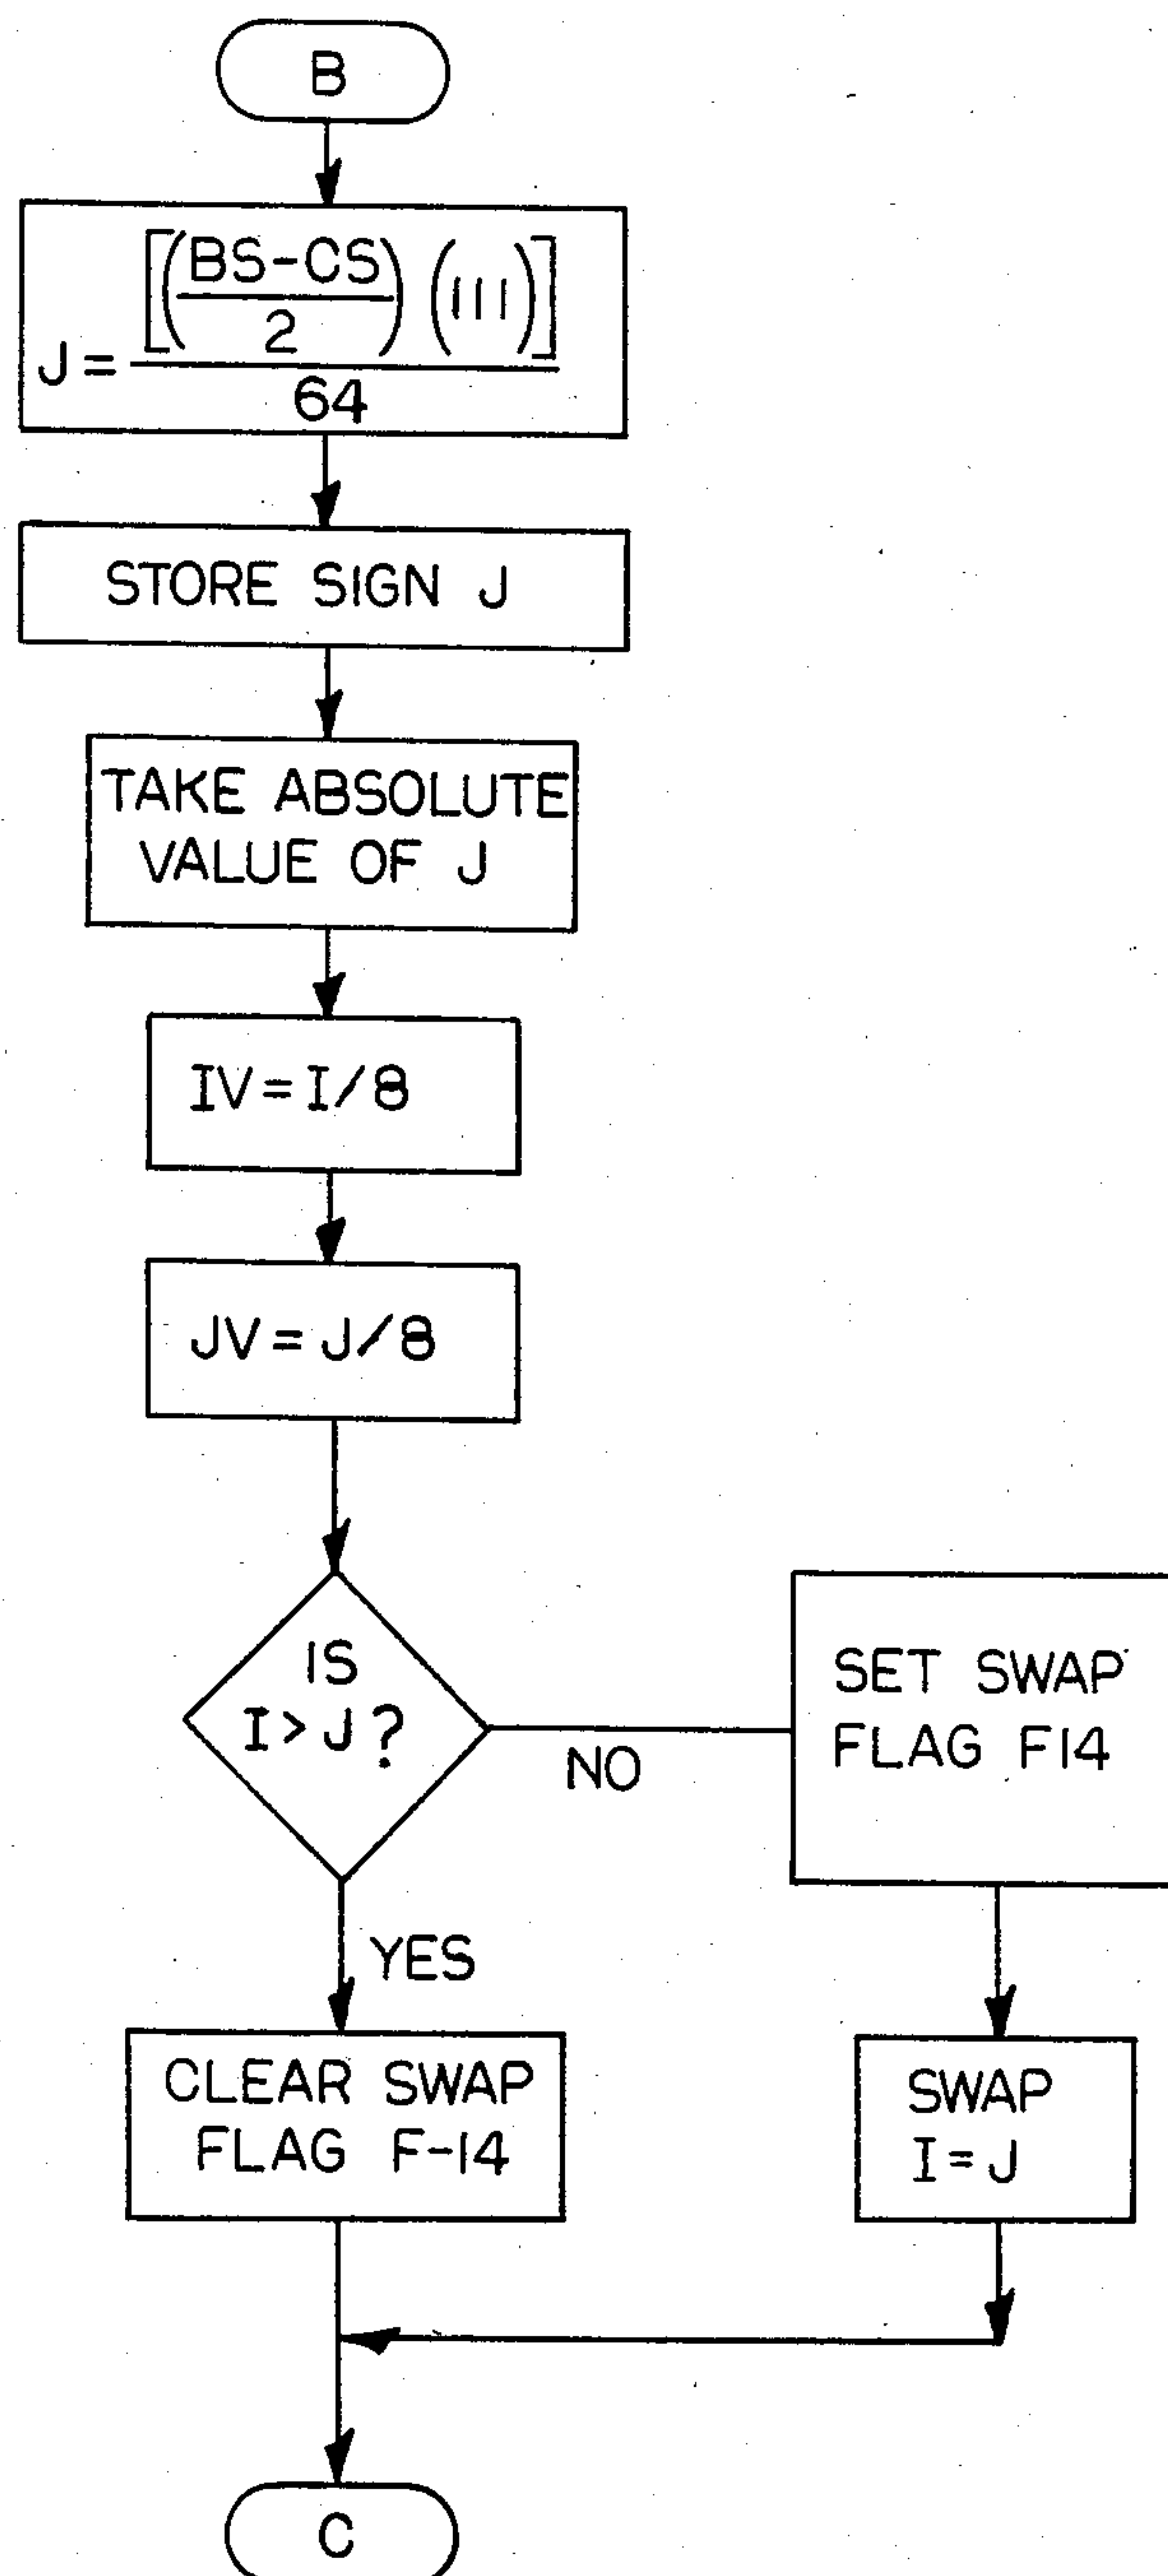 B
J = [((BS-CS)/2) (111)] / 64
STORE SIGN J
TAKE ABSOLUTE
VALUE OF J
IV = I/8
JV = J/8
IS
I > J ?
NO
SET SWAP
FLAG F14
YES
CLEAR SWAP
FLAG F-14
SWAP
I = J
C